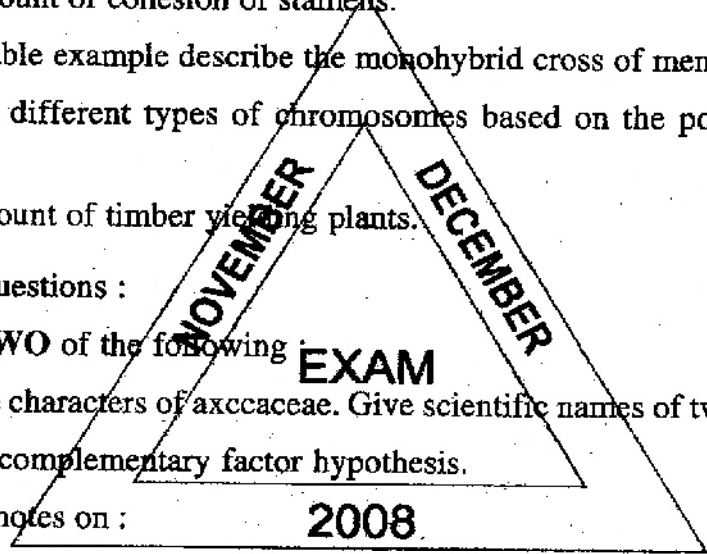 ount of cohesion of stamens.
ble example describe the monohybrid cross of men
different types of chromosomes based on the po
ount of timber yielding plants.
uestions :
WO of the following :
characters of axccaceae. Give scientific names of tw
complementary factor hypothesis.
notes on :
NOVEMBER
DECEMBER
EXAM
2008